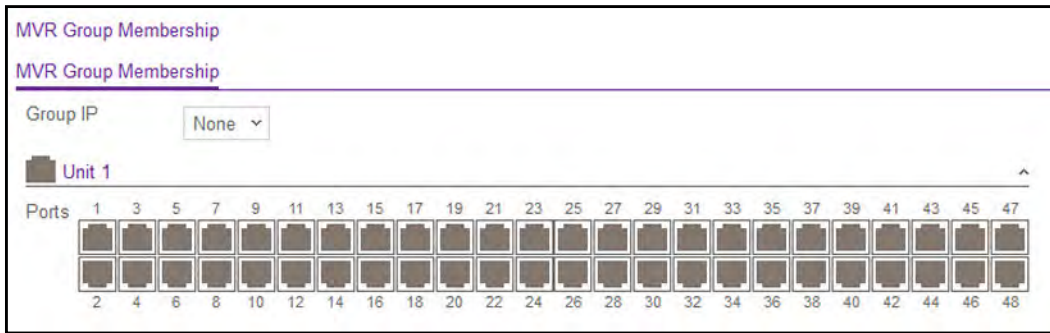 MVR Group Membership
MVR Group Membership
Group IP None
Unit 1
Ports 1 3 5 7 9 11 13 15 17 19 21 23 25 27 29 31 33 35 37 39 41 43 45 47
2 4 6 8 10 12 14 16 18 20 22 24 26 28 30 32 34 36 38 40 42 44 46 48